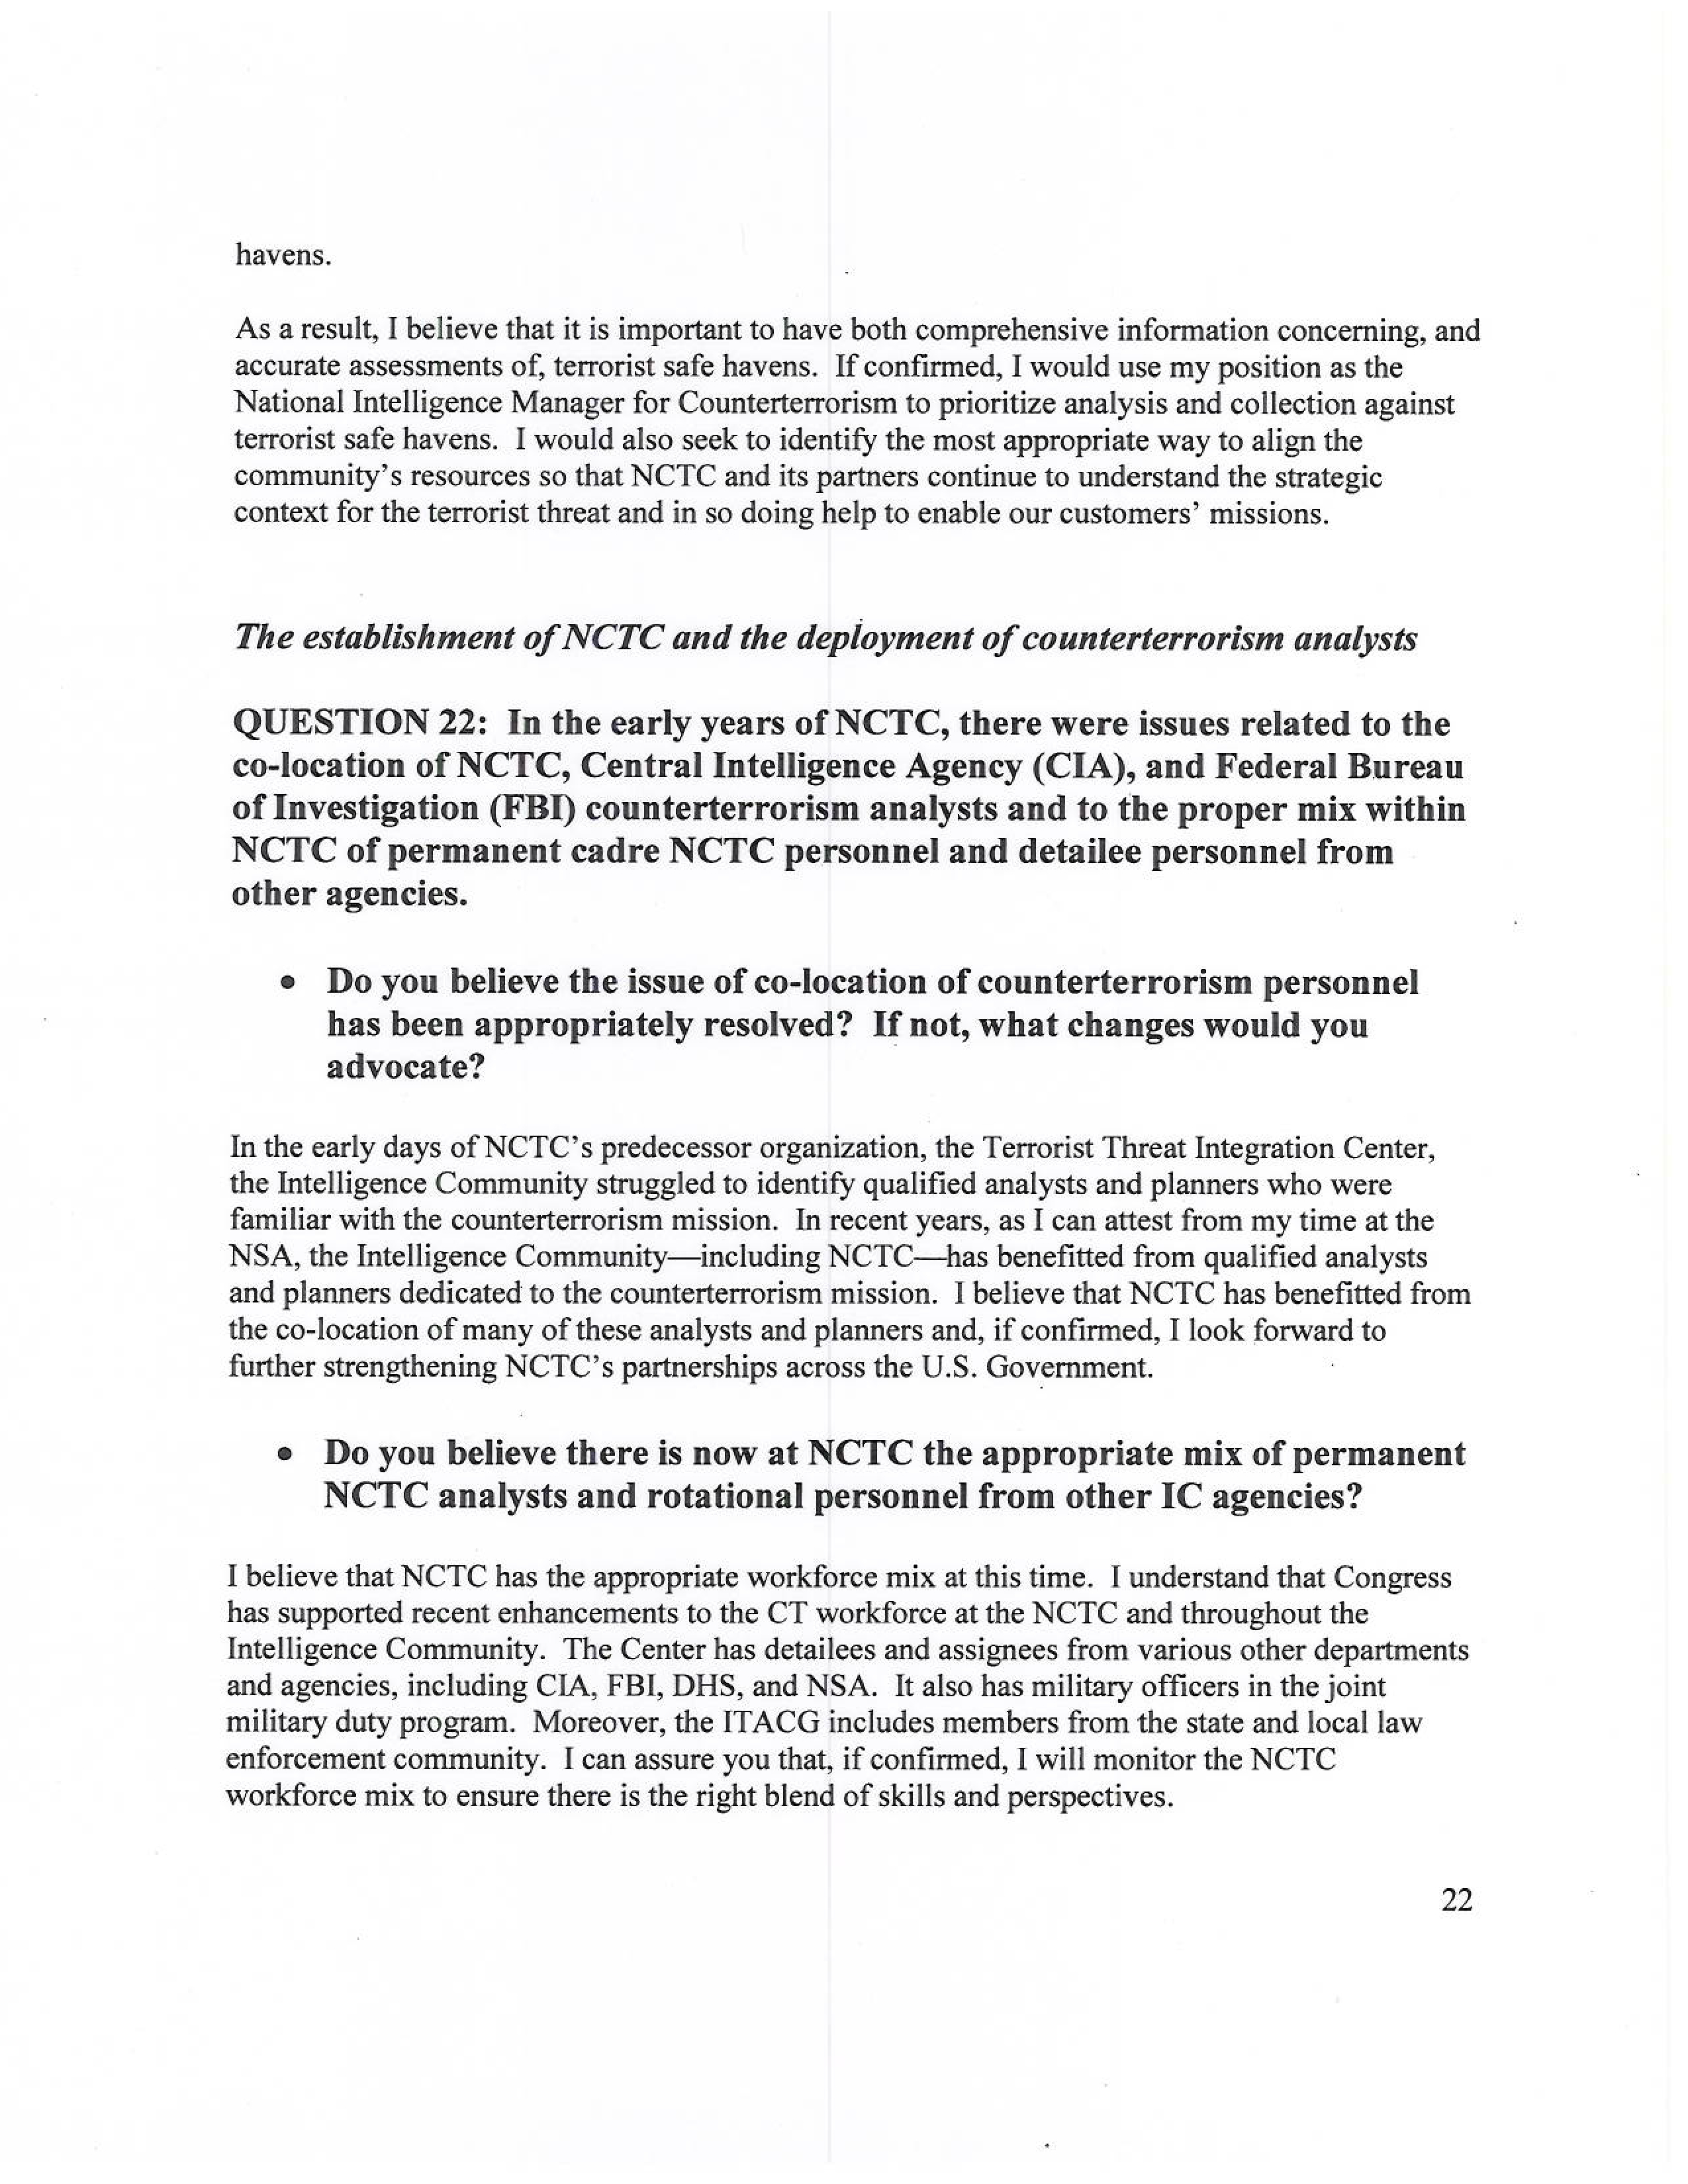 havens.
As a result, I believe that it is important to have both comprehensive information concerning, and
accurate assessments of, terrorist safe havens. If confirmed, I would use my position as the
National Intelligence Manager for Counterterrorism to prioritize analysis and collection against
terrorist safe havens. I would also seek to identify the most appropriate way to align the
community's resources so that NCTC and its partners continue to understand the strategic
context for the terrorist threat and in so doing help to enable our customers' missions.
The establishment of NCTC and the deployment of counterterrorism analysts
QUESTION 22: In the early years of NCTC, there were issues related to the
co-location of NCTC, Central Intelligence Agency (CIA), and Federal Bureau
of Investigation (FBI) counterterrorism analysts and to the proper mix within
NCTC of permanent cadre NCTC personnel and detailee personnel from
other agencies.
• Do you believe the issue of co-location of counterterrorism personnel
has been appropriately resolved? If not, what changes would you
advocate?
In the early days of NCTC's predecessor organization, the Terrorist Threat Integration Center,
the Intelligence Community struggled to identify qualified analysts and planners who were
familiar with the counterterrorism mission. In recent years, as I can attest from my time at the
NSA, the Intelligence Community—including NCTC—has benefitted from qualified analysts
and planners dedicated to the counterterrorism mission. I believe that NCTC has benefitted from
the co-location of many of these analysts and planners and, if confirmed, I look forward to
further strengthening NCTC's partnerships across the U.S. Government.
• Do you believe there is now at NCTC the appropriate mix of permanent
NCTC analysts and rotational personnel from other IC agencies?
I believe that NCTC has the appropriate workforce mix at this time. I understand that Congress
has supported recent enhancements to the CT workforce at the NCTC and throughout the
Intelligence Community. The Center has detailees and assignees from various other departments
and agencies, including CIA, FBI, DHS, and NSA. It also has military officers in the joint
military duty program. Moreover, the ITACG includes members from the state and local law
enforcement community. I can assure you that, if confirmed, I will monitor the NCTC
workforce mix to ensure there is the right blend of skills and perspectives.
22